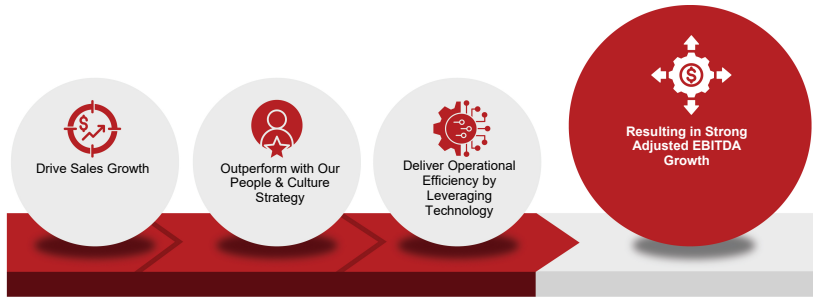 Drive Sales Growth
Outperform with Our
People & Culture
Strategy
Deliver Operational
Efficiency by
Leveraging
Technology
$
$
Resulting in Strong
Adjusted EBITDA
Growth